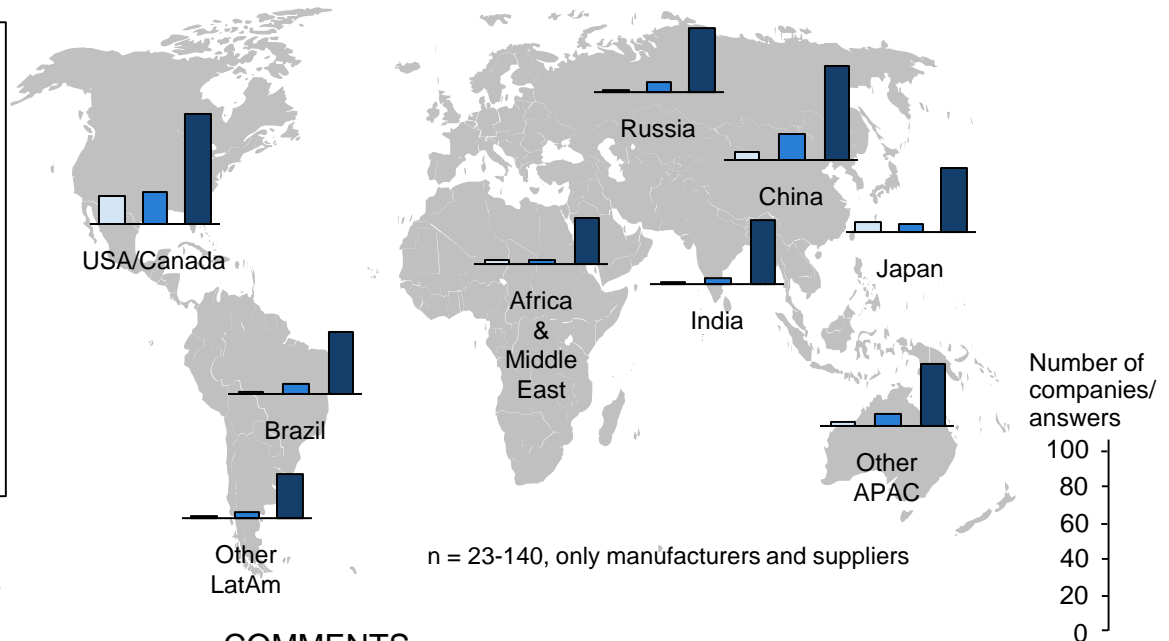 Russia
China
USA/Canada
Japan
Africa
&
Middle
East
India
Brazil
Other
APAC
Other
LatAm
Number of
companies/
answers
100
80
60
40
20
0
n = 23-140, only manufacturers and suppliers
COMMENTS